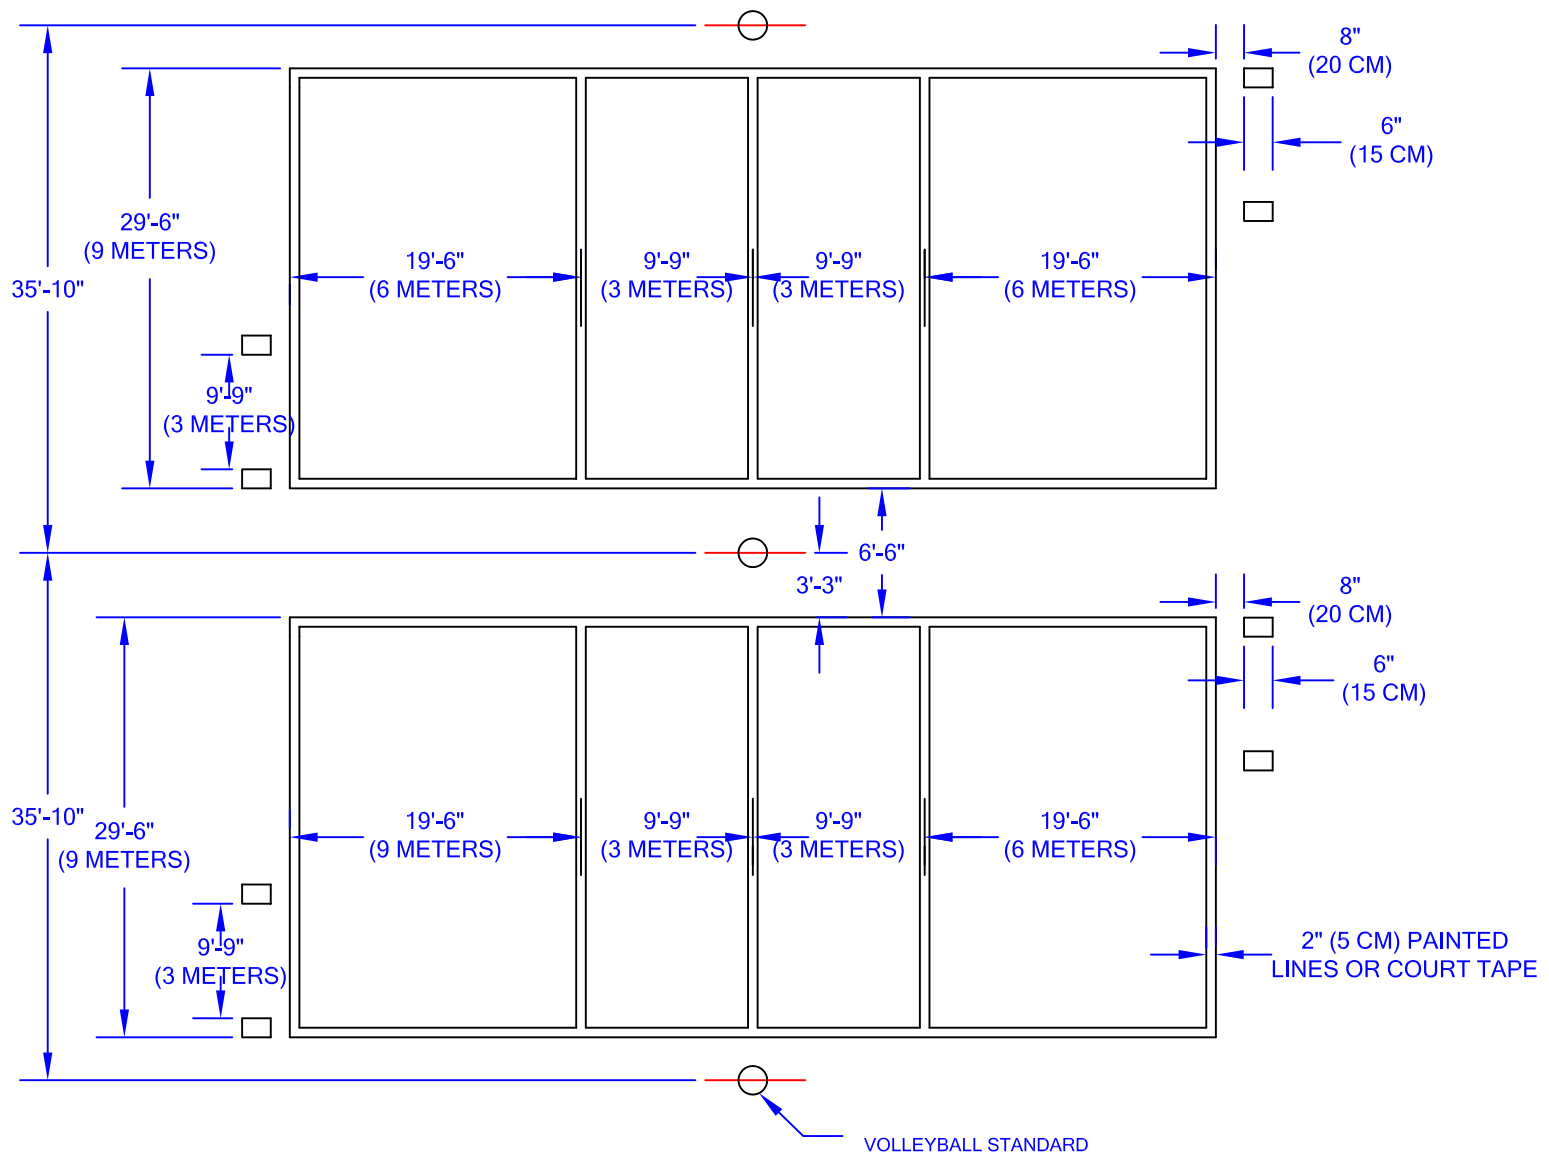 8"
(20 CM)
6"
(15 CM)
29'-6"
(9 METERS)
35'-10"
19'-6"
(6 METERS)
9'-9"
(3 METERS)
9'-9"
(3 METERS)
19'-6"
(6 METERS)
9'-9"
(3 METERS)
6'-6"
3'-3"
8"
(20 CM)
6"
(15 CM)
35'-10"
29'-6"
(9 METERS)
19'-6"
(9 METERS)
9'-9"
(3 METERS)
9'-9"
(3 METERS)
19'-6"
(6 METERS)
9'-9"
(3 METERS)
2" (5 CM) PAINTED
LINES OR COURT TAPE
VOLLEYBALL STANDARD